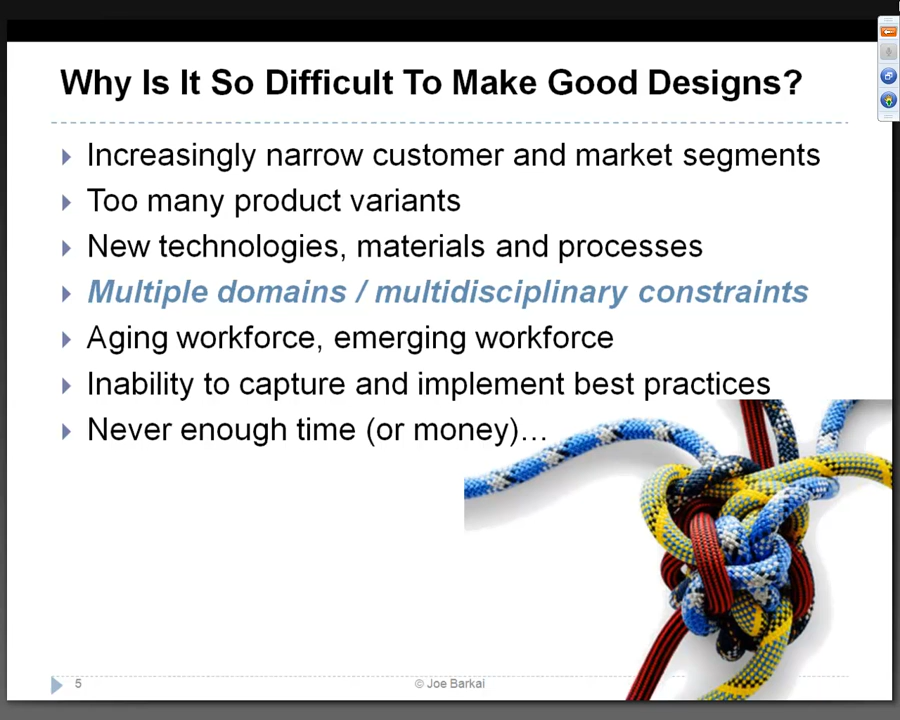 Why Is It So Difficult To Make Good Designs?
Increasingly narrow customer and market segments
Too many product variants
New technologies, materials and processes
Multiple domains / multidisciplinary constraints
Aging workforce, emerging workforce
Inability to capture and implement best practices
Never enough time (or money)...
5
© Joe Barkai